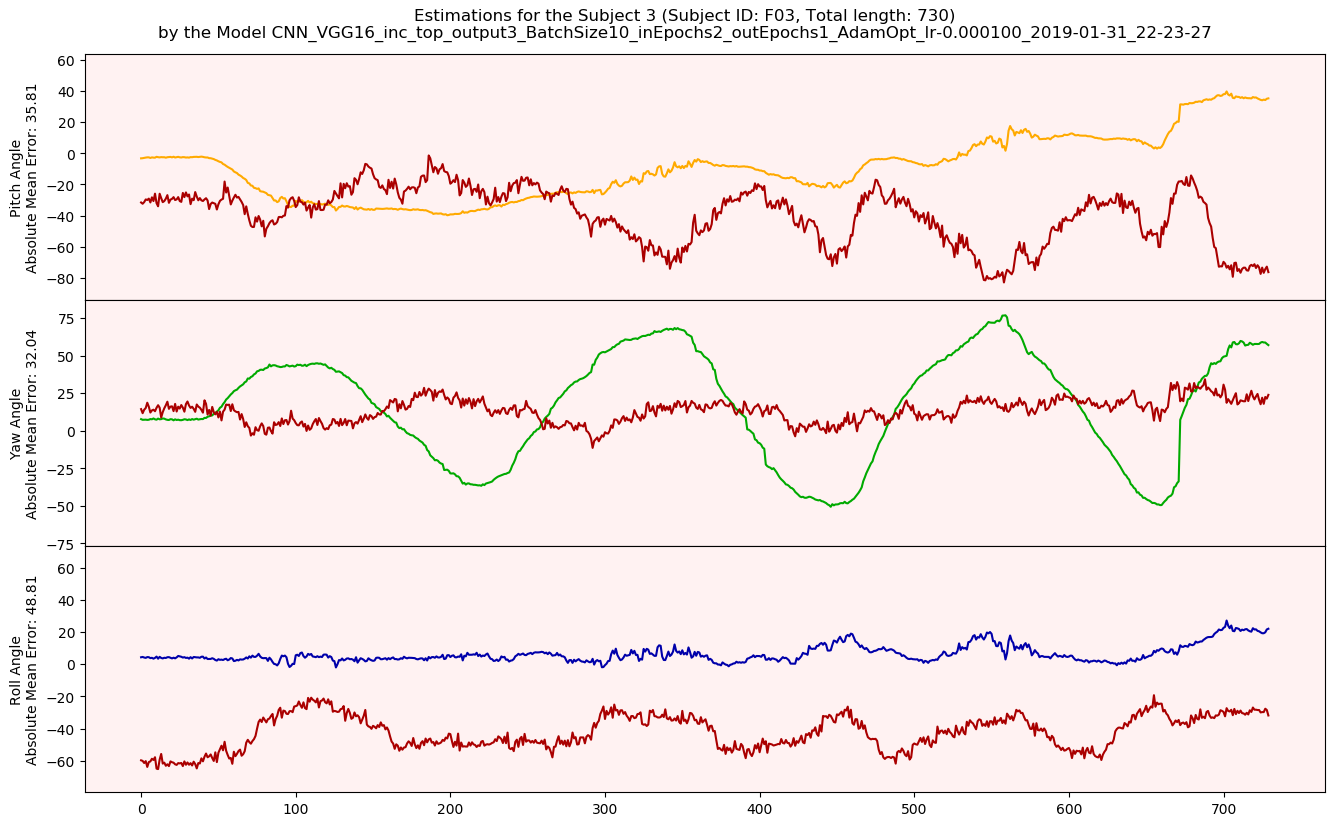 Estimations for the Subject 3 (Subject ID: F03, Total length: 730)
by the Model CNN_VGG16_inc_top_output3_BatchSize10_inEpochs2_outEpochs1_AdamOpt_lr-0.000100_2019-01-31_22-23-27
Pitch Angle
Absolute Mean Error: 35.81
60
40
20
0
−20
−40
−60
−80
Yaw Angle
Absolute Mean Error: 32.04
75
50
25
0
−25
−50
−75
Roll Angle
Absolute Mean Error: 48.81
60
40
20
0
−20
−40
−60
0 100 200 300 400 500 600 700